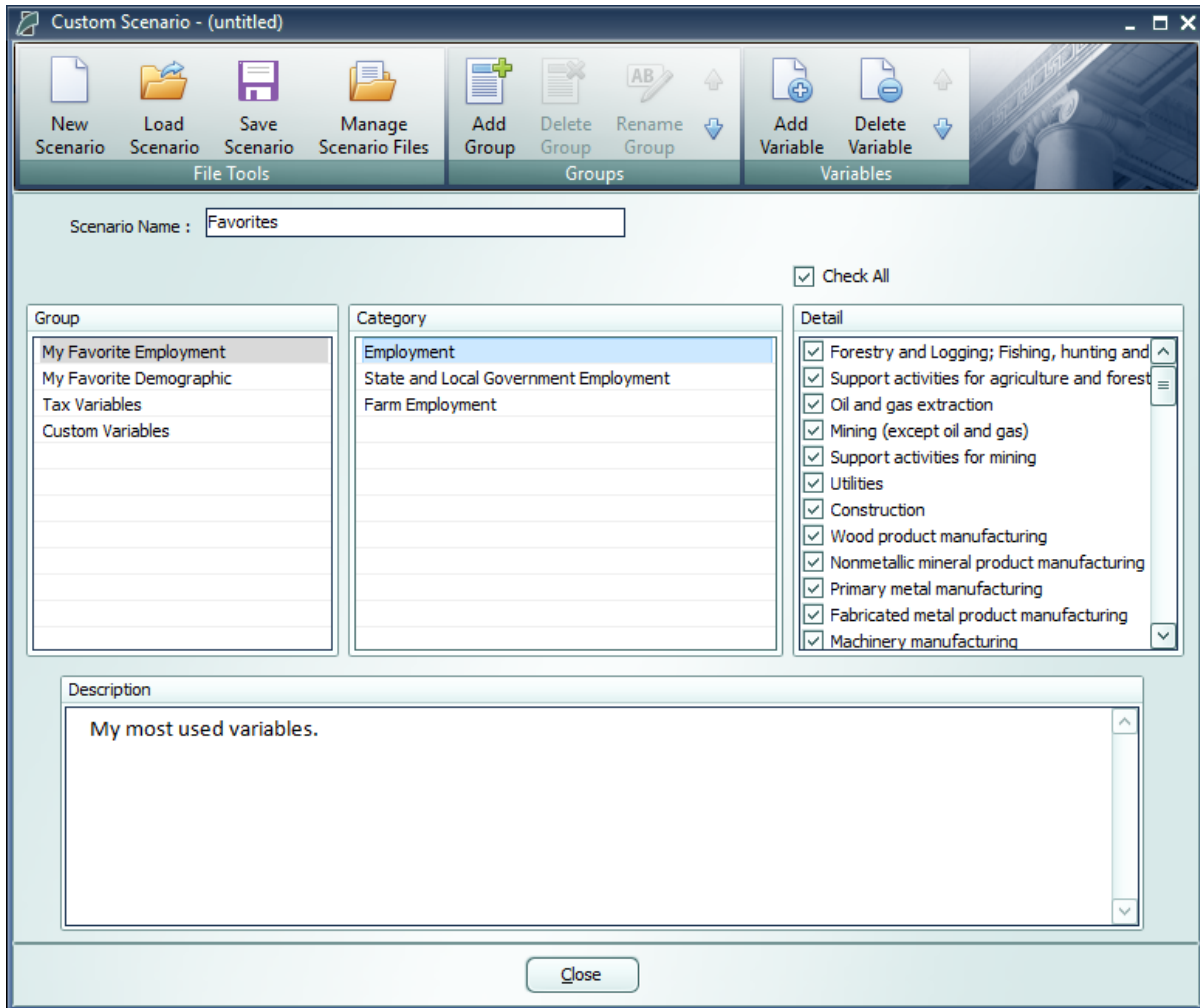 Custom Scenario - (untitled)
New Scenario
Load Scenario
Save Scenario
Manage Scenario Files
File Tools
Add Group
Delete Group
AB
Rename Group
Groups
Add Variable
Delete Variable
Variables
Scenario Name :
Favorites
Check All
Group
My Favorite Employment
My Favorite Demographic
Tax Variables
Custom Variables
Category
Employment
State and Local Government Employment
Farm Employment
Detail
Forestry and Logging; Fishing, hunting and
Support activities for agriculture and forest
Oil and gas extraction
Mining (except oil and gas)
Support activities for mining
Utilities
Construction
Wood product manufacturing
Nonmetallic mineral product manufacturing
Primary metal manufacturing
Fabricated metal product manufacturing
Machinery manufacturing
Description
My most used variables.
Close